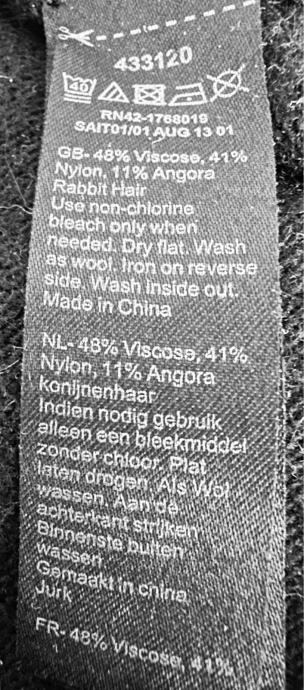 433120
40
RN42-1768019
SAIT01/01 AUG 13 01
GB- 48% Viscose, 41%
Nylon, 11% Angora
Rabbit Hair
Use non-chlorine
bleach only when
needed. Dry flat. Wash
as wool. Iron on reverse
side. Wash inside out.
Made in China
NL- 48% Viscose, 41%
Nylon, 11% Angora
konijnenhaar
Indien nodig gebruik
alleen een bleekmiddel
zonder chloor. Plat
laten drogen. Als Wol
wassen. Aan de
achterkant strijken
Binnenste buiten
wassen
Gemaakt in china
Jurk
FR- 48% Viscose, 41%